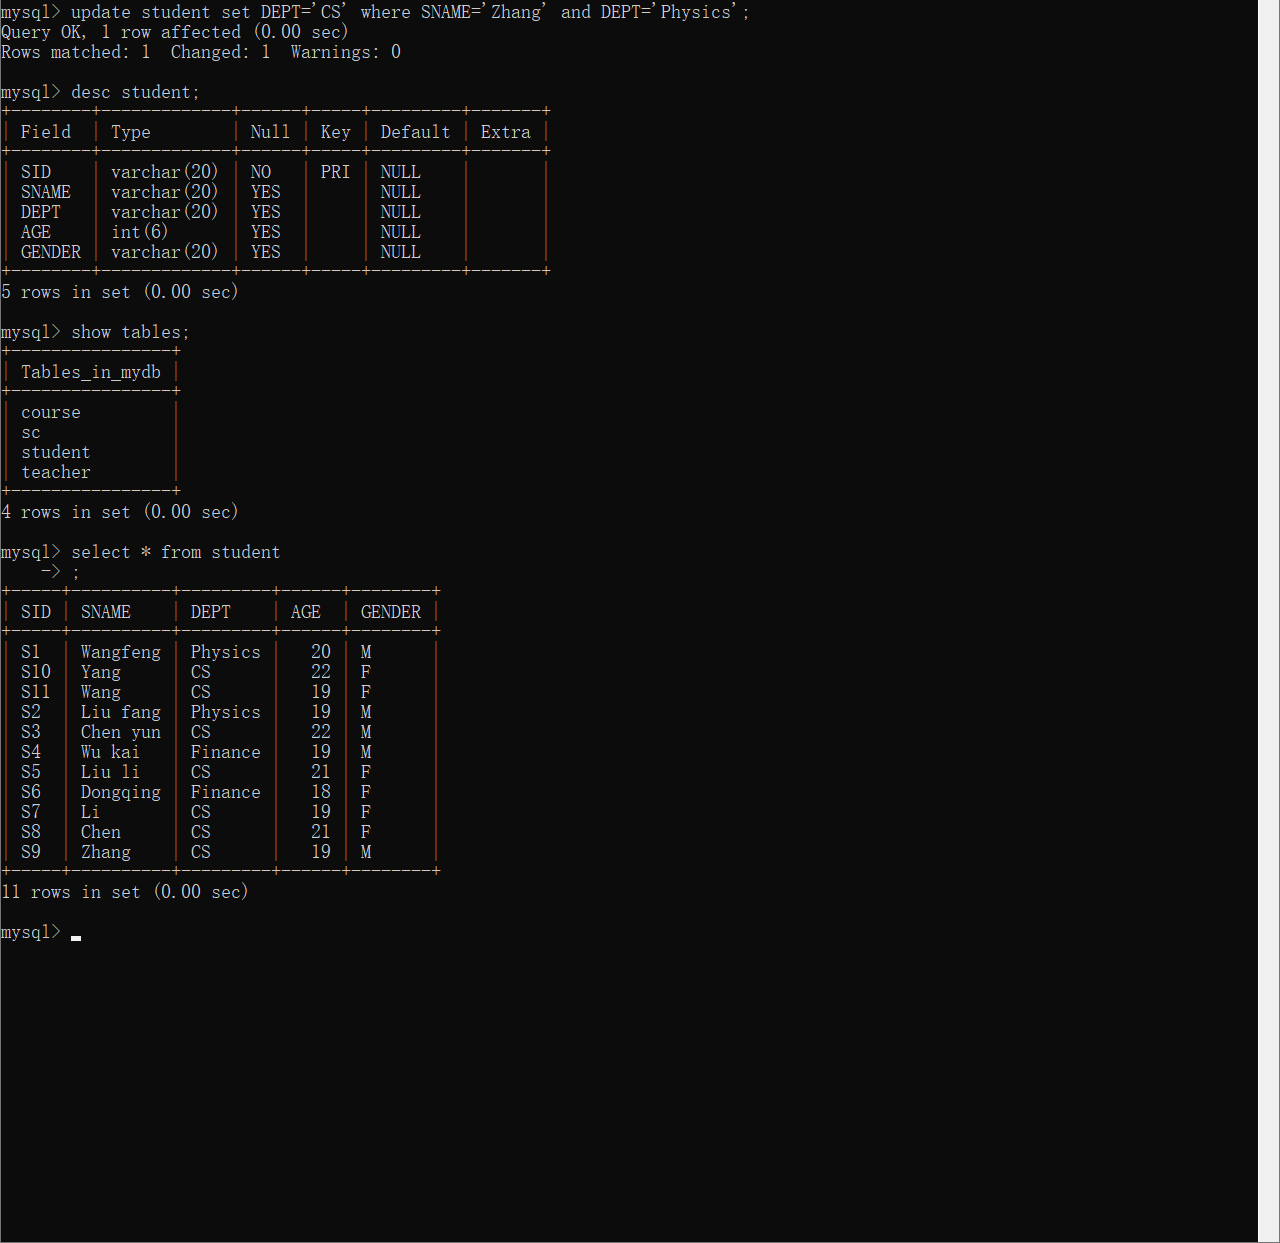 mysql> update student set DEPT='CS' where SNAME='Zhang' and DEPT='Physics';
Query OK, 1 row affected (0.00 sec)
Rows matched: 1  Changed: 1  Warnings: 0

mysql> desc student;
+--------+-------------+------+-----+---------+-------+
| Field  | Type        | Null | Key | Default | Extra |
+--------+-------------+------+-----+---------+-------+
| SID    | varchar(20) | NO   | PRI | NULL    |       |
| SNAME  | varchar(20) | YES  |     | NULL    |       |
| DEPT   | varchar(20) | YES  |     | NULL    |       |
| AGE    | int(6)      | YES  |     | NULL    |       |
| GENDER | varchar(20) | YES  |     | NULL    |       |
+--------+-------------+------+-----+---------+-------+
5 rows in set (0.00 sec)

mysql> show tables;
+----------------+
| Tables_in_mydb |
+----------------+
| course         |
| sc             |
| student        |
| teacher        |
+----------------+
4 rows in set (0.00 sec)

mysql> select * from student
    -> ;
+-----+----------+---------+------+--------+
| SID | SNAME    | DEPT    | AGE  | GENDER |
+-----+----------+---------+------+--------+
| S1  | Wangfeng | Physics |   20 | M      |
| S10 | Yang     | CS      |   22 | F      |
| S11 | Wang     | CS      |   19 | F      |
| S2  | Liu fang | Physics |   19 | M      |
| S3  | Chen yun | CS      |   22 | M      |
| S4  | Wu kai   | Finance |   19 | M      |
| S5  | Liu li   | CS      |   21 | F      |
| S6  | Dongqing | Finance |   18 | F      |
| S7  | Li       | CS      |   19 | F      |
| S8  | Chen     | CS      |   21 | F      |
| S9  | Zhang    | CS      |   19 | M      |
+-----+----------+---------+------+--------+
11 rows in set (0.00 sec)

mysql>